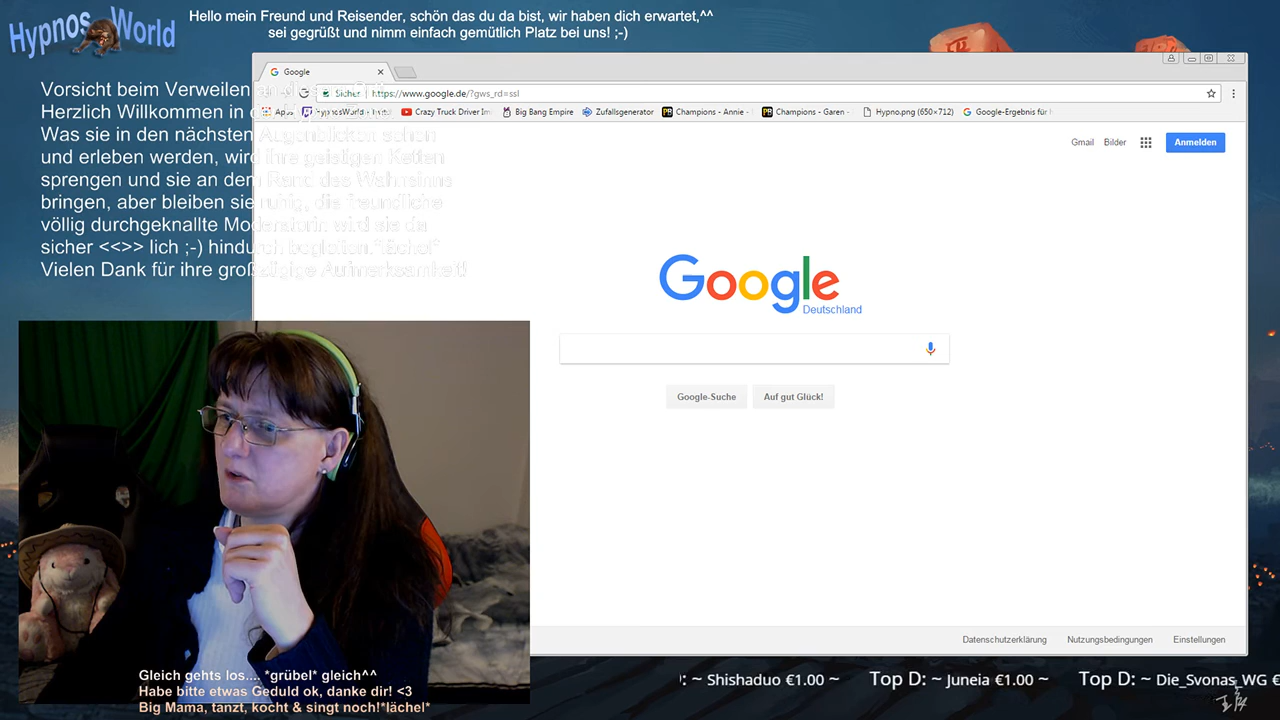 Hypnos World
Hello mein Freund und Reisender, schön das du da bist, wir haben dich erwartet,^^
sei gegrüßt und nimm einfach gemütlich Platz bei uns! ;-)
Google
Sicher https://www.google.de/?gws_rd=ssl
Apps HypnosWorld Crazy Truck Driver Im Big Bang Empire Zufallsgenerator Champions - Annie - Champions - Garen - Hypno.png (650×712) Google-Ergebnis für h
Vorsicht beim Verweilen
Herzlich Willkommen in
Was sie in den nächsten Augenblicken sehen
und erleben werden, wird ihre geistigen Ketten
sprengen und sie an den Rand des Wahnsinns
bringen, aber bleiben sie ruhig, die freundliche
völlig durchgeknallte Moderatorin wird sie da
sicher <<>> lich ;-) hindurch begleiten.*lächel*
Vielen Dank für ihre großzügige Aufmerksamkeit!
Gmail Bilder Anmelden
Google
Deutschland
Google-Suche Auf gut Glück!
Datenschutzerklärung Nutzungsbedingungen Einstellungen
Gleich gehts los.... *grübel* gleich^^
Habe bitte etwas Geduld ok, danke dir! <3
Big Mama, tanzt, kocht & singt noch!*lächel*
: ~ Shishaduo €1.00 ~ Top D: ~ Juneia €1.00 ~ Top D: ~ Die_Svonas_WG €